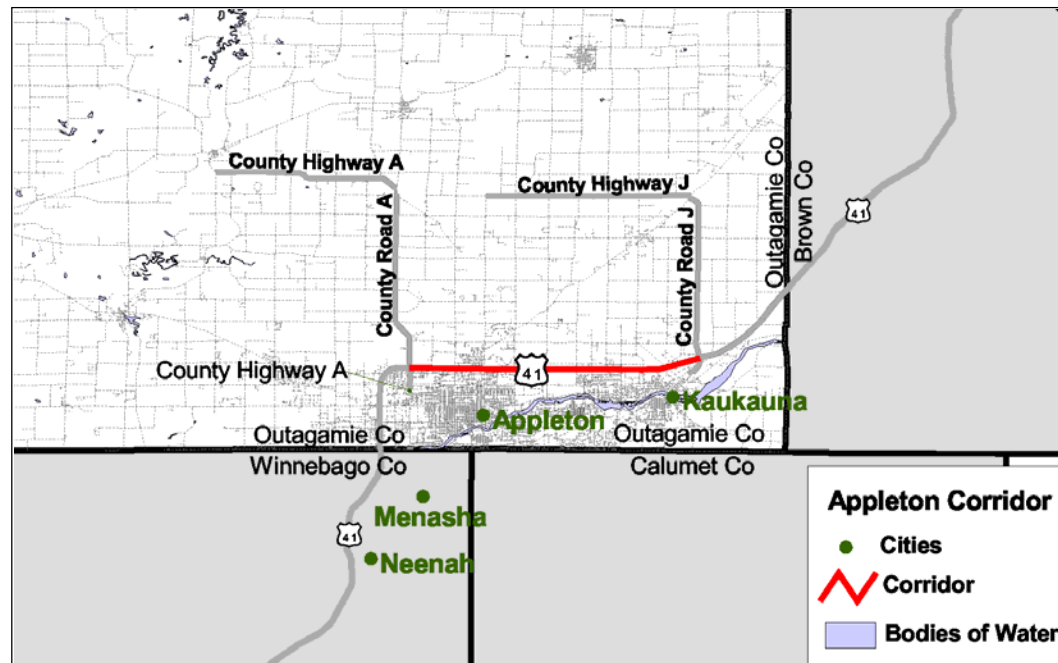 County Highway A
County Highway J
Outagamie Co
Brown Co
41
County Road A
County Road J
County Highway A
41
Kaukauna
Appleton
Outagamie Co
Outagamie Co
Winnebago Co
Calumet Co
Menasha
41
Neenah
Appleton Corridor
Cities
Corridor
Bodies of Water